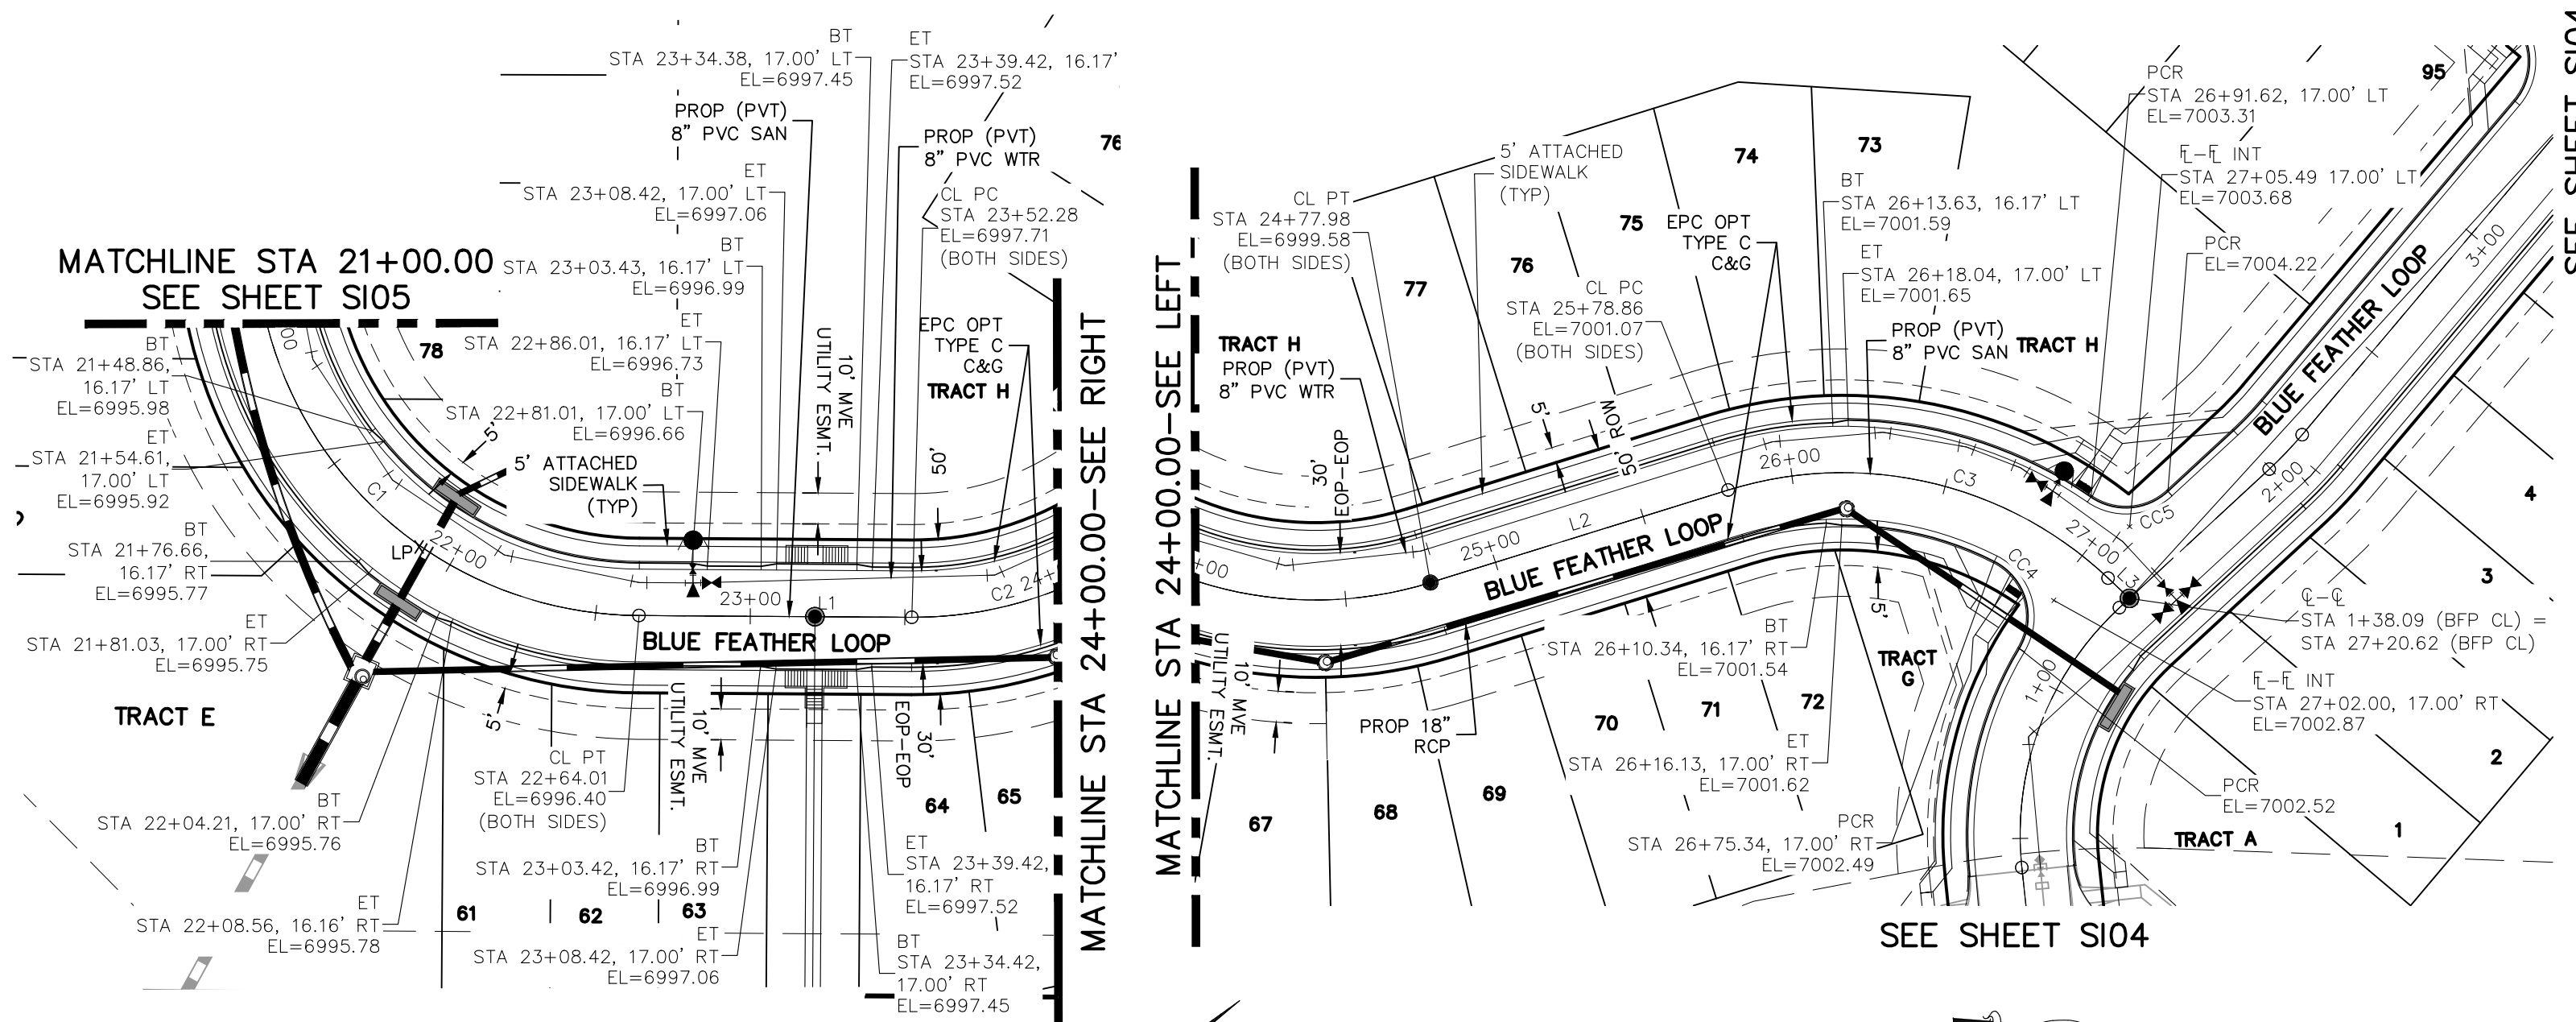 BT
STA 23+34.38, 17.00' LT
EL=6997.45
ET
STA 23+39.42, 16.17'
EL=6997.52
PROP (PVT)
8" PVC SAN
PROP (PVT)
8" PVC WTR
76
ET
STA 23+08.42, 17.00' LT
EL=6997.06
CL PC
STA 23+52.28
EL=6997.71
(BOTH SIDES)
BT
STA 23+03.43, 16.17' LT
EL=6996.99
MATCHLINE STA 21+00.00
SEE SHEET SI05
ET
STA 22+86.01, 16.17' LT
EL=6996.73
BT
STA 22+81.01, 17.00' LT
EL=6996.66
78
10' MVE
UTILITY ESMT.
EPC OPT
TYPE C
C&G
TRACT H
BT
STA 21+48.86,
16.17' LT
EL=6995.98
ET
STA 21+54.61,
17.00' LT
EL=6995.92
BT
STA 21+76.66,
16.17' RT
EL=6995.77
ET
STA 21+81.03, 17.00' RT
EL=6995.75
00
C1
5'
5' ATTACHED
SIDEWALK
(TYP)
50'
LP
22+00
23+00
L1
C2
24+
BLUE FEATHER LOOP
TRACT E
5'
10' MVE
UTILITY ESMT.
30'
EOP-EOP
CL PT
STA 22+64.01
EL=6996.40
(BOTH SIDES)
64
65
BT
STA 22+04.21, 17.00' RT
EL=6995.76
BT
STA 23+03.42, 16.17' RT
EL=6996.99
ET
STA 23+39.42,
16.17' RT
EL=6997.52
ET
STA 22+08.56, 16.16' RT
EL=6995.78
61
62
63
ET
STA 23+08.42, 17.00' RT
EL=6997.06
BT
STA 23+34.42,
17.00' RT
EL=6997.45
MATCHLINE STA 24+00.00-SEE RIGHT
MATCHLINE STA 24+00.00-SEE LEFT
CL PT
STA 24+77.98
EL=6999.58
(BOTH SIDES)
5' ATTACHED
SIDEWALK
(TYP)
74
73
75
76
77
EPC OPT
TYPE C
C&G
BT
STA 26+13.63, 16.17' LT
EL=7001.59
ET
STA 26+18.04, 17.00' LT
EL=7001.65
PCR
STA 26+91.62, 17.00' LT
EL=7003.31
95
FL-FL INT
STA 27+05.49 17.00' LT
EL=7003.68
PCR
EL=7004.22
CL PC
STA 25+78.86
EL=7001.07
(BOTH SIDES)
TRACT H
PROP (PVT)
8" PVC WTR
PROP (PVT)
8" PVC SAN
TRACT H
BLUE FEATHER LOOP
3+00
2+00
5'
50' ROW
30'
EOP-EOP
26+00
C3
L2
25+00
+00
BLUE FEATHER LOOP
CC5
27+00
L3
CC4
4
3
2
1
CL-CL
STA 1+38.09 (BFP CL) =
STA 27+20.62 (BFP CL)
FL-FL INT
STA 27+02.00, 17.00' RT
EL=7002.87
PCR
EL=7002.52
1+00
5'
BT
STA 26+10.34, 16.17' RT
EL=7001.54
TRACT
G
10' MVE
UTILITY ESMT.
PROP 18"
RCP
70
71
72
ET
STA 26+16.13, 17.00' RT
EL=7001.62
67
68
69
PCR
STA 26+75.34, 17.00' RT
EL=7002.49
TRACT A
SEE SHEET SI04
SEE SHEET SI04